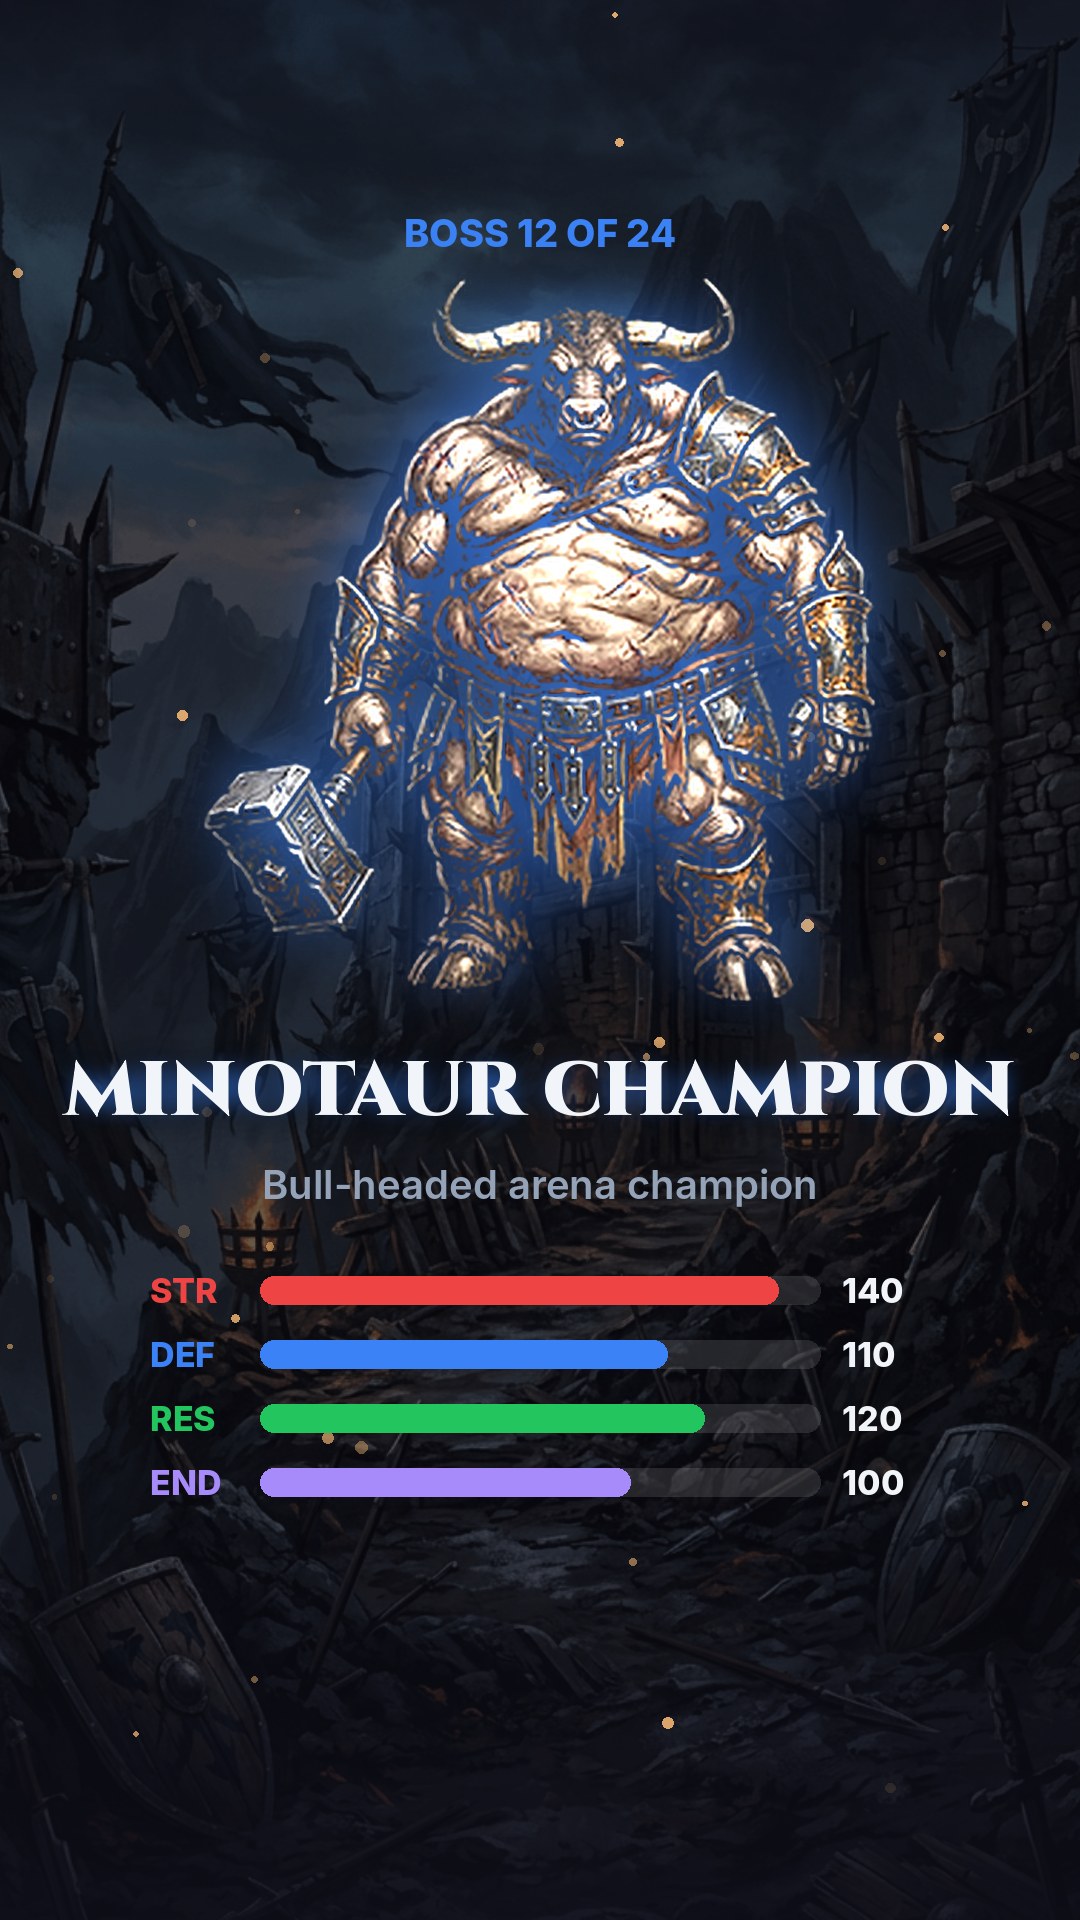 BOSS 12 OF 24
MINOTAUR CHAMPION
Bull-headed arena champion
STR 140
DEF 110
RES 120
END 100